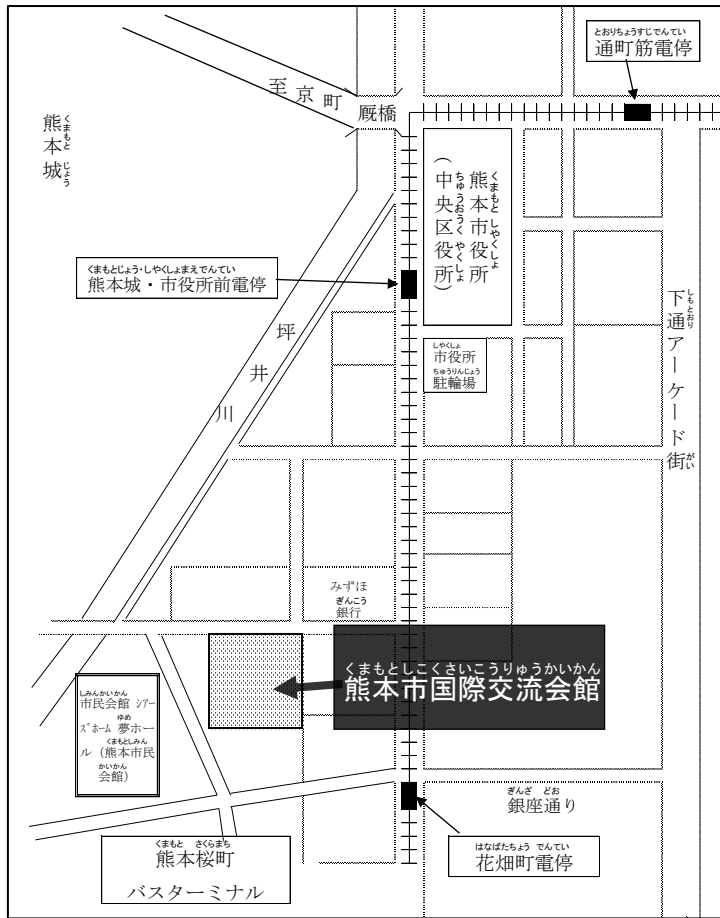 とおりちょうすじでんてい
通町筋電停
至京町
厩橋
くまもと じょう
熊本城
くまもと しやくしょ
熊本市役所
ちゅうおうく やくしょ
(中央区役所)
くまもとじょう・しやくしょまえでんてい
熊本城・市役所前電停
しもとおり がい
下通アーケード街
しやくしょ
市役所
ちゅうりんじょう
駐輪場
坪井川
みずほ
ぎんこう
銀行
くまもとしこくさいこうりゅうかいかん
熊本市国際交流会館
しみんかいかん
市民会館 シアー
ゆめ
ズホーム 夢ホー
くまもとしみん
ル(熊本市民
かいかん
会館)
ぎんざ どお
銀座通り
くまもと さくらまち
熊本桜町
バスターミナル
はなばたちょう でんてい
花畑町電停